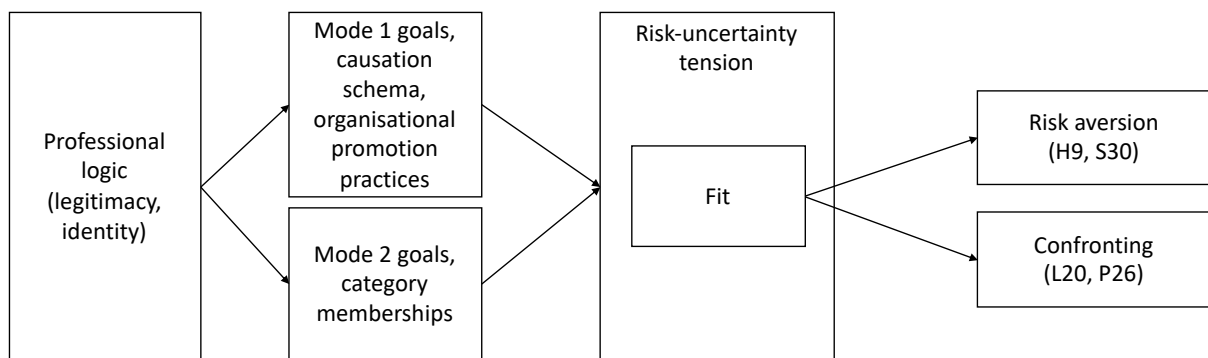 Professional
logic
(legitimacy,
identity)
Mode 1 goals,
causation
schema,
organisational
promotion
practices
Mode 2 goals,
category
memberships
Risk-uncertainty
tension
Fit
Risk aversion
(H9, S30)
Confronting
(L20, P26)